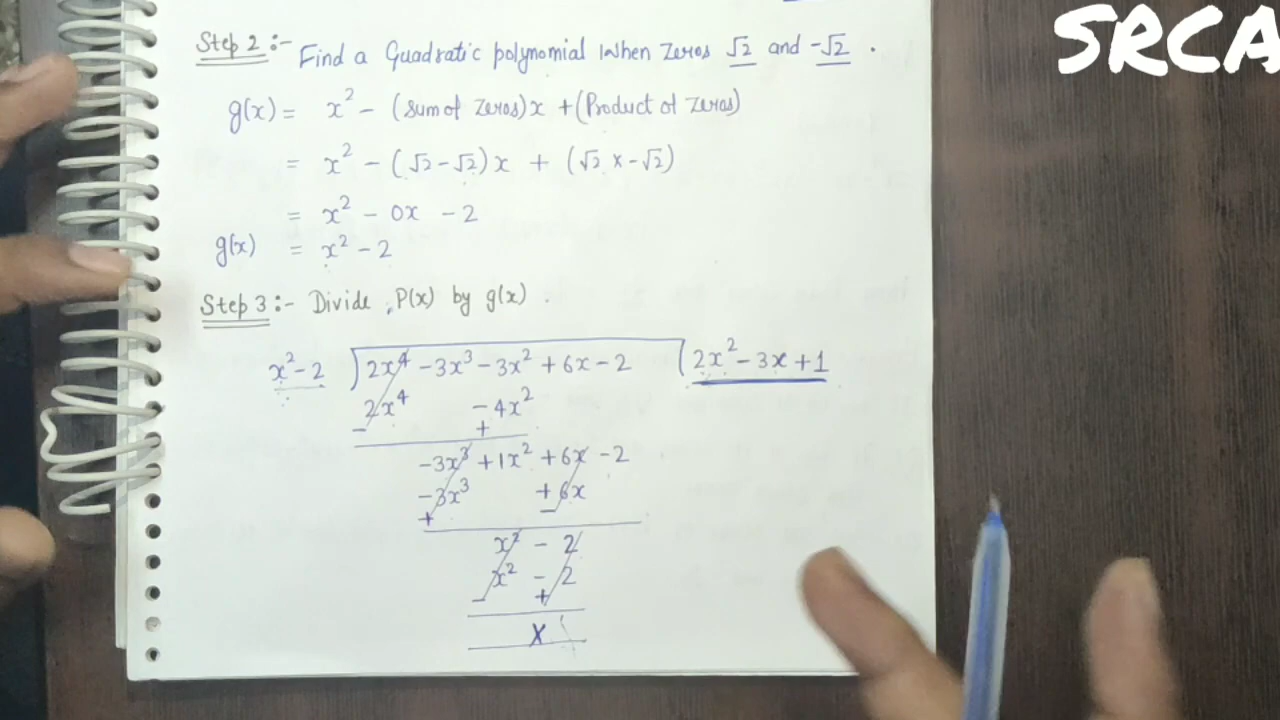 SRCA
Step 2 :- Find a Quadratic polynomial when zeros √2 and -√2 .
g(x) = x² - (sum of zeros)x + (Product of zeros)
= x² - (√2 - √2)x + (√2 x -√2)
= x² - 0x - 2
g(x) = x² - 2
Step 3 :- Divide P(x) by g(x) .
x² - 2 ) 2x⁴ - 3x³ - 3x² + 6x - 2 ( 2x² - 3x + 1
2x⁴ - 4x²
- +
-3x³ + 1x² + 6x - 2
-3x³ + 6x
+ -
x² - 2
x² - 2
- +
x